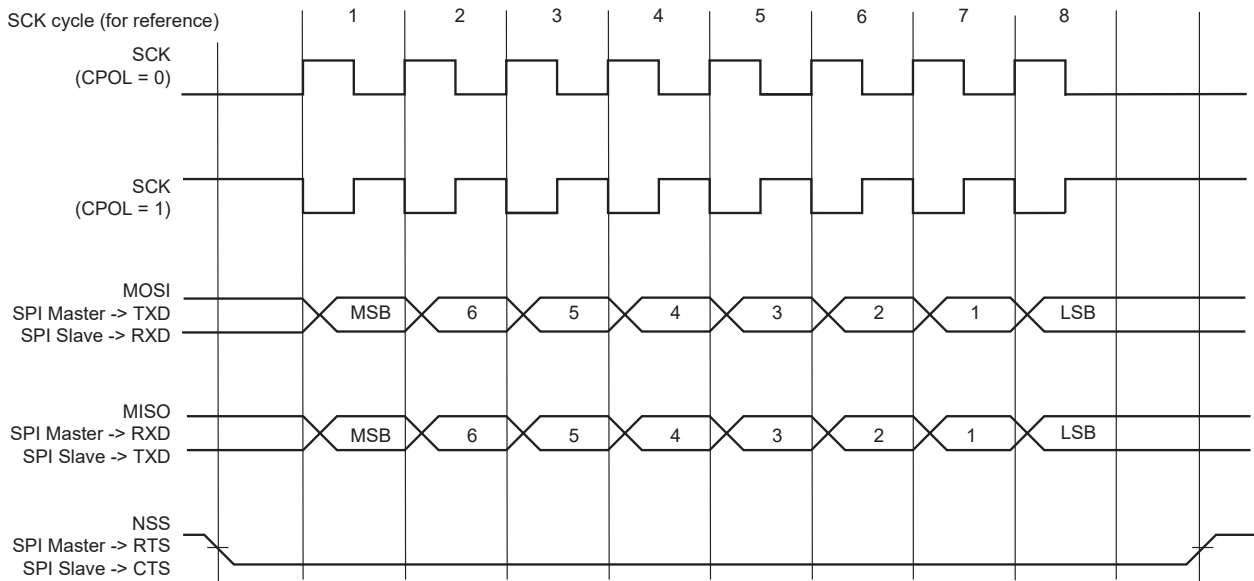 SCK cycle (for reference)
1 2 3 4 5 6 7 8
SCK
(CPOL = 0)
SCK
(CPOL = 1)
MOSI
SPI Master -> TXD
SPI Slave -> RXD
MSB 6 5 4 3 2 1 LSB
MISO
SPI Master -> RXD
SPI Slave -> TXD
MSB 6 5 4 3 2 1 LSB
NSS
SPI Master -> RTS
SPI Slave -> CTS